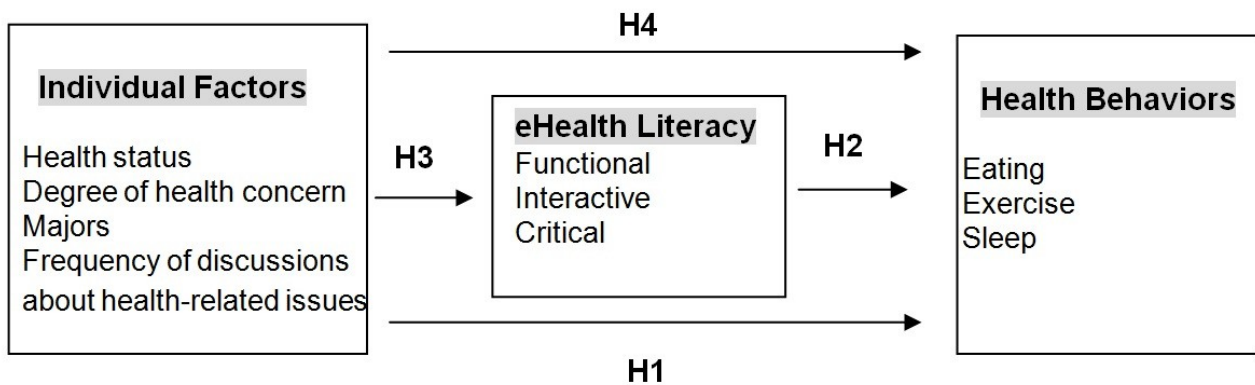 H4
Individual Factors
Health status
Degree of health concern
Majors
Frequency of discussions
about health-related issues
H3
eHealth Literacy
Functional
Interactive
Critical
H2
Health Behaviors
Eating
Exercise
Sleep
H1